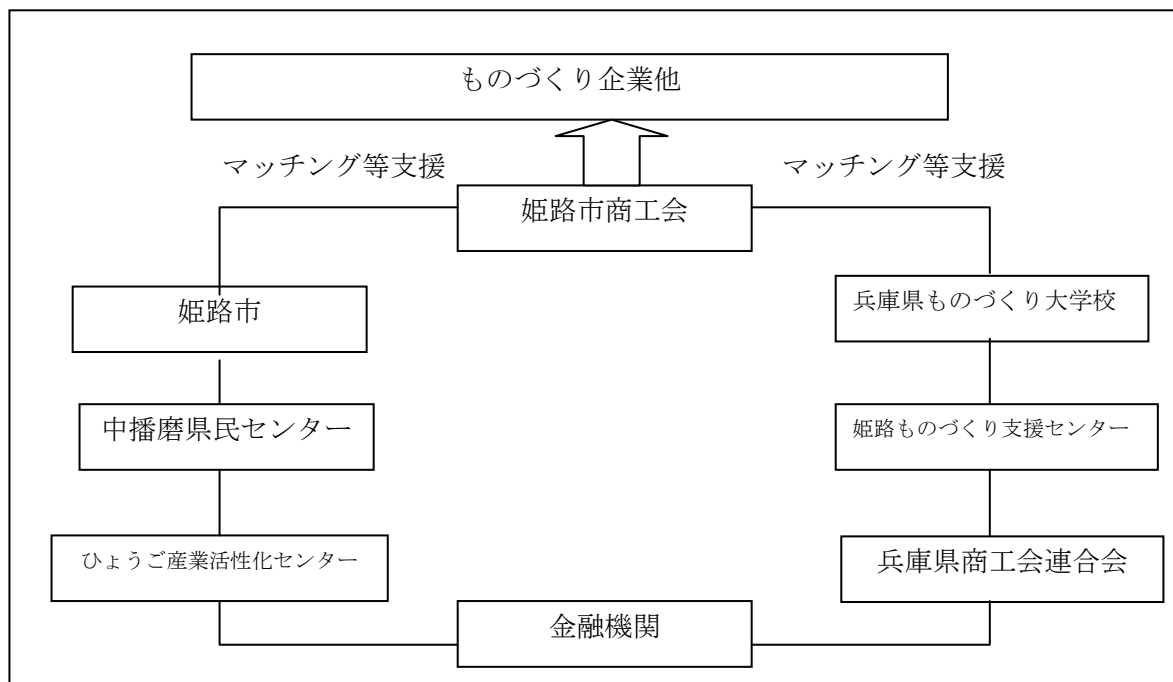 ものづくり企業他
マッチング等支援
マッチング等支援
姫路市商工会
姫路市
兵庫県ものづくり大学校
中播磨県民センター
姫路ものづくり支援センター
ひょうご産業活性化センター
兵庫県商工会連合会
金融機関